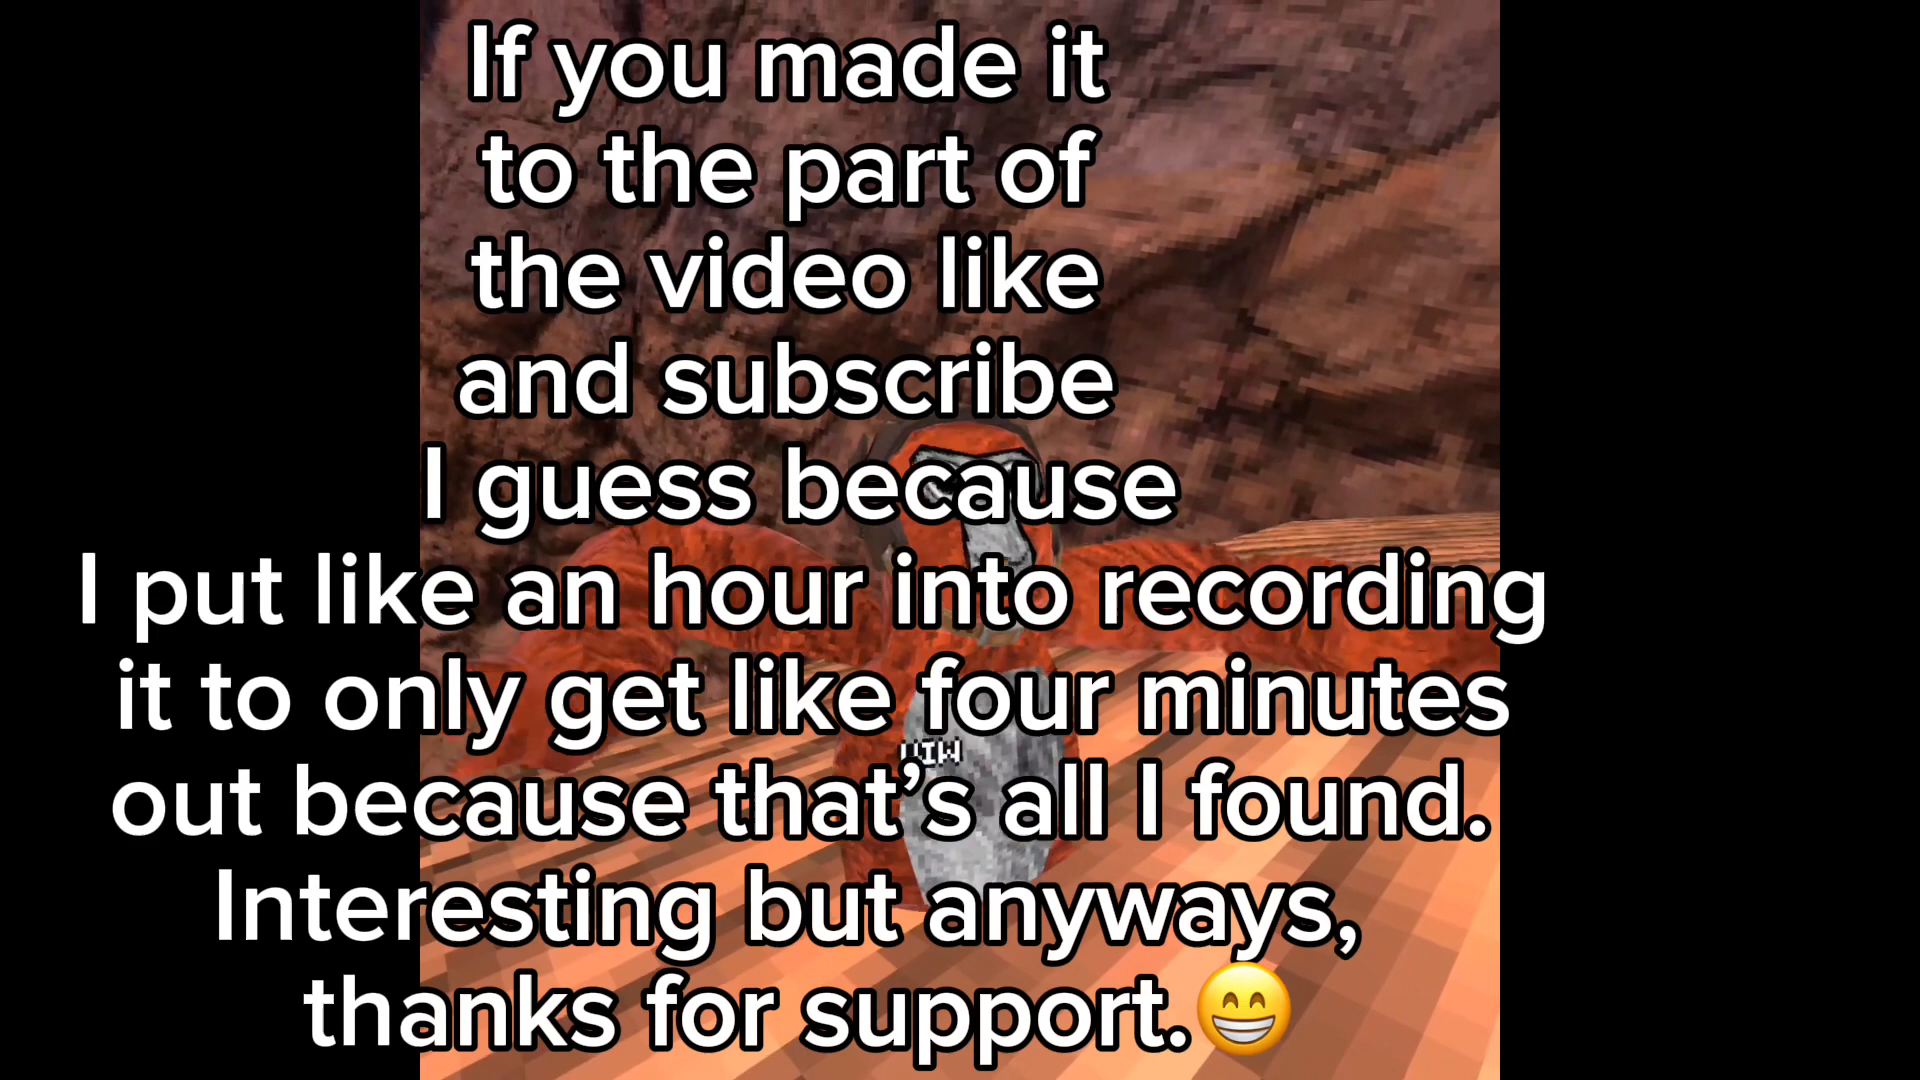 If you made it
to the part of
the video like
and subscribe
I guess because
I put like an hour into recording
it to only get like four minutes
out because that’s all I found.
Interesting but anyways,
thanks for support.😁